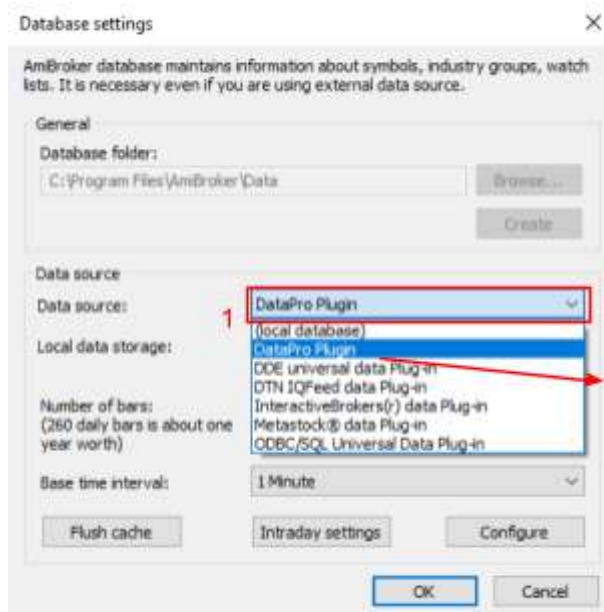 Database settings
AmiBroker database maintains information about symbols, industry groups, watch
lists. It is necessary even if you are using external data source.
General
Database folder:
C:\Program Files\AmiBroker\Data
Browse...
Create
Data source
Data source:
1
DataPro Plugin
(local database)
DataPro Plugin
DDE universal data Plug-in
DTN IQFeed data Plug-in
InteractiveBrokers(r) data Plug-in
Metastock® data Plug-in
ODBC/SQL Universal Data Plug-in
Local data storage:
Number of bars:
(260 daily bars is about one
year worth)
Base time interval:
1 Minute
Flush cache
Intraday settings
Configure
OK
Cancel